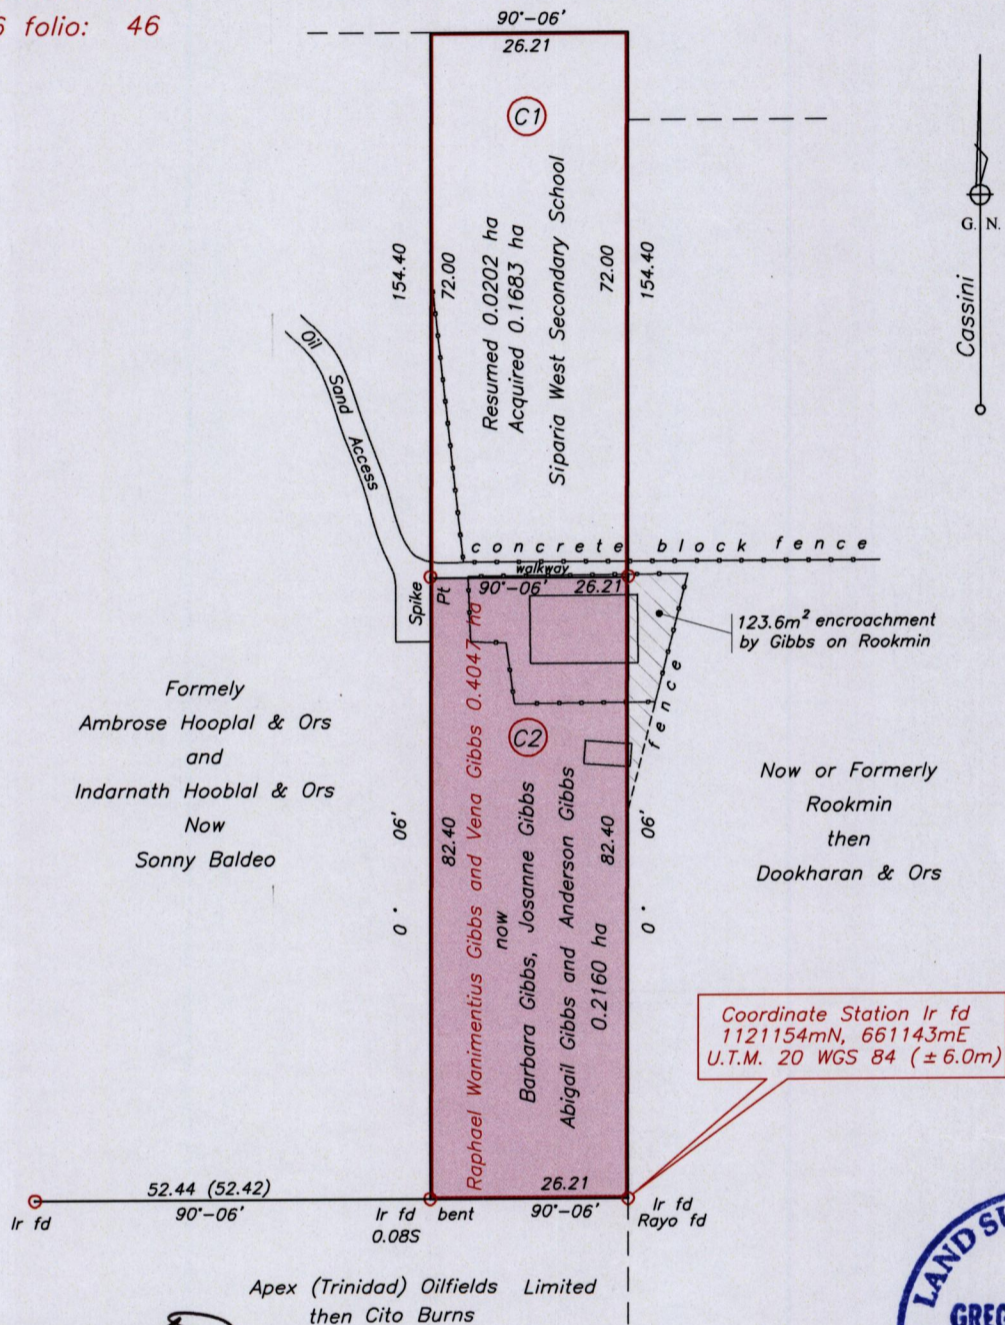 6 folio: 46
90°-06'
26.21
C1
154.40
72.00
Resumed 0.0202 ha
Acquired 0.1683 ha
Siparia West Secondary School
72.00
154.40
G. N.
Cassini
Oil Sand Access
concrete block fence
walkway
90°-06' 26.21
Spike
Pt
123.6m² encroachment
by Gibbs on Rookmin
fence
C2
Formely
Ambrose Hooplal & Ors
and
Indarnath Hooblal & Ors
Now
Sonny Baldeo
0° 06'
82.40
Raphael Wanimentius Gibbs and Vena Gibbs 0.4047 ha
now
Barbara Gibbs, Josanne Gibbs
Abigail Gibbs and Anderson Gibbs
0.2160 ha
82.40
0° 06'
Now or Formerly
Rookmin
then
Dookharan & Ors
Coordinate Station Ir fd
1121154mN, 661143mE
U.T.M. 20 WGS 84 (±6.0m)
52.44 (52.42)
90°-06'
Ir fd
Ir fd bent
0.08S
26.21
90°-06'
Ir fd
Rayo fd
Apex (Trinidad) Oilfields Limited
then Cito Burns
LAND SU
GREG